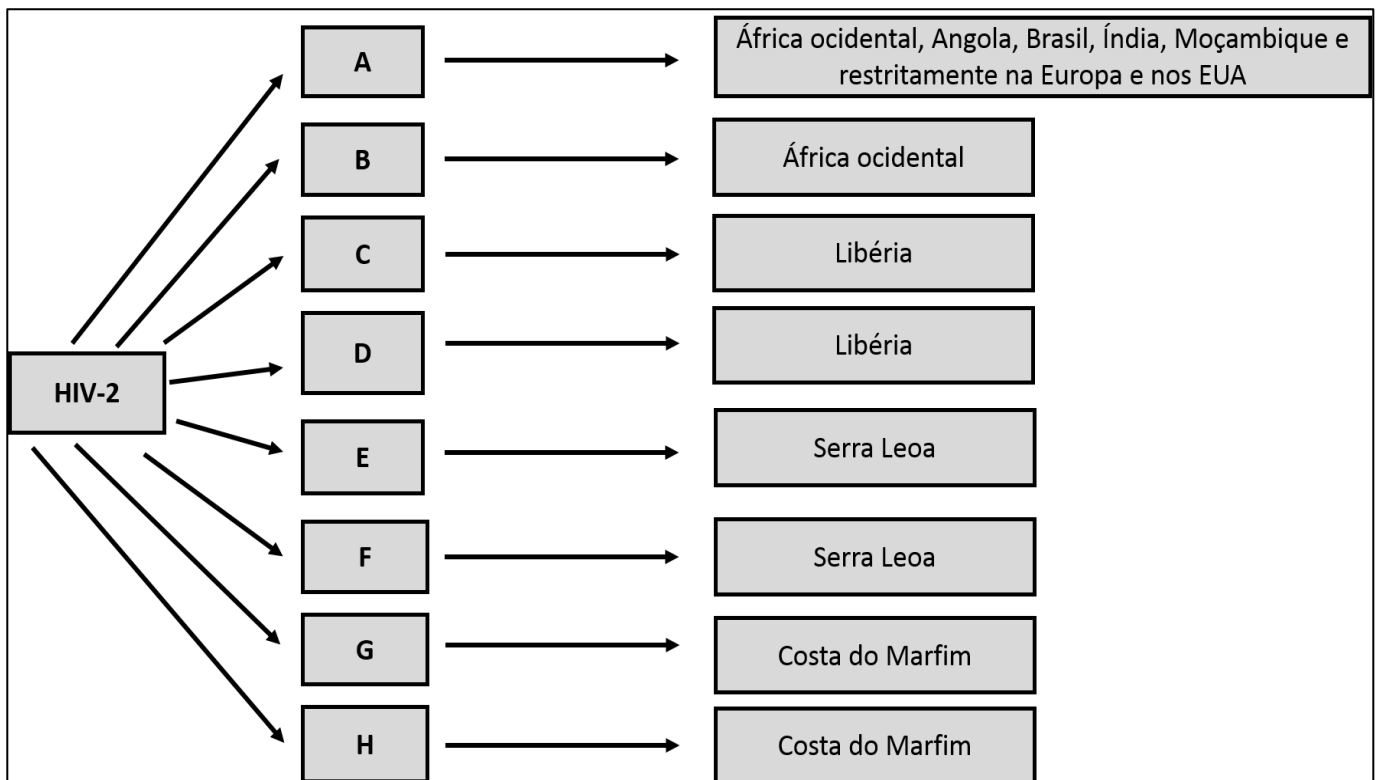 A
África ocidental, Angola, Brasil, Índia, Moçambique e
restritamente na Europa e nos EUA
B
África ocidental
C
Libéria
D
Libéria
HIV-2
E
Serra Leoa
F
Serra Leoa
G
Costa do Marfim
H
Costa do Marfim